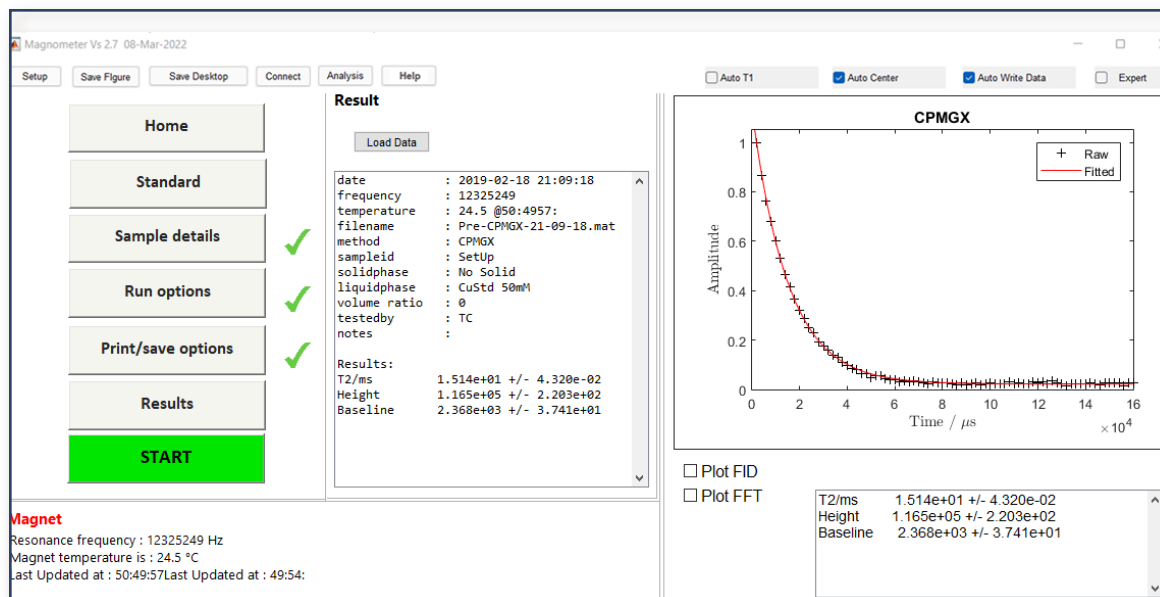 Magnometer Vs 2.7 08-Mar-2022
Setup Save FIgure Save Desktop Connect Analysis Help Auto T1 Auto Center Auto Write Data Expert
Home
Standard
Sample details
Run options
Print/save options
Results
START
Result
Load Data
date : 2019-02-18 21:09:18
frequency : 12325249
temperature : 24.5 @50:4957:
filename : Pre-CPMGX-21-09-18.mat
method : CPMGX
sampleid : SetUp
solidphase : No Solid
liquidphase : CuStd 50mM
volume ratio : 0
testedby : TC
notes :
Results:
T2/ms 1.514e+01 +/- 4.320e-02
Height 1.165e+05 +/- 2.203e+02
Baseline 2.368e+03 +/- 3.741e+01
CPMGX
Raw
Fitted
Amplitude
1
0.8
0.6
0.4
0.2
0
0 2 4 6 8 10 12 14 16
Time / μs
×10⁴
Plot FID
Plot FFT
T2/ms 1.514e+01 +/- 4.320e-02
Height 1.165e+05 +/- 2.203e+02
Baseline 2.368e+03 +/- 3.741e+01
Magnet
Resonance frequency : 12325249 Hz
Magnet temperature is : 24.5 °C
Last Updated at : 50:49:57Last Updated at : 49:54: